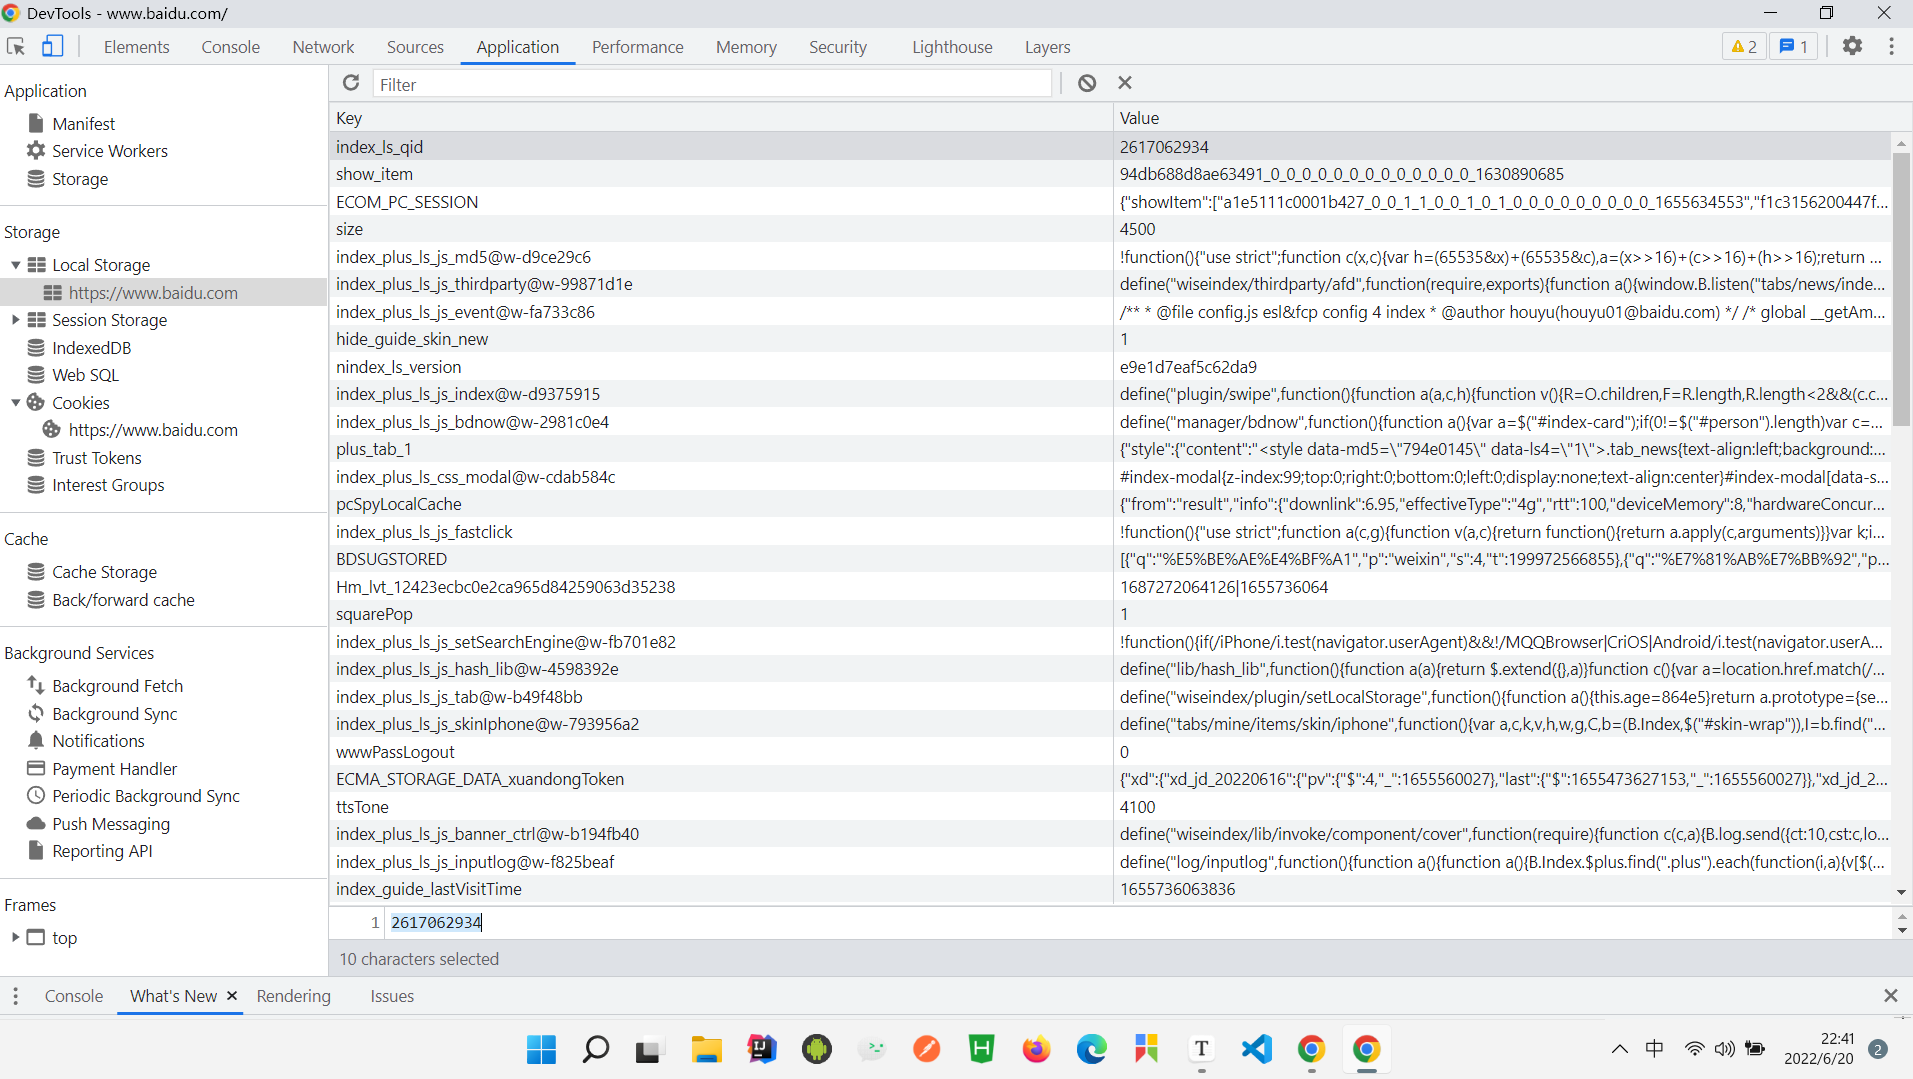 DevTools - www.baidu.com/
Elements Console Network Sources Application Performance Memory Security Lighthouse Layers 2 1
Application
Manifest
Service Workers
Storage
Storage
Local Storage
https://www.baidu.com
Session Storage
IndexedDB
Web SQL
Cookies
https://www.baidu.com
Trust Tokens
Interest Groups
Cache
Cache Storage
Back/forward cache
Background Services
Background Fetch
Background Sync
Notifications
Payment Handler
Periodic Background Sync
Push Messaging
Reporting API
Frames
top
Filter
Key Value
index_ls_qid 2617062934
show_item 94db688d8ae63491_0_0_0_0_0_0_0_0_0_0_0_0_0_1630890685
ECOM_PC_SESSION {"showItem":["a1e5111c0001b427_0_0_1_1_0_0_1_0_1_0_0_0_0_0_0_0_0_0_1655634553","f1c3156200447f...
size 4500
index_plus_ls_js_md5@w-d9ce29c6 !function(){"use strict";function c(x,c){var h=(65535&x)+(65535&c),a=(x>>16)+(c>>16)+(h>>16);return ...
index_plus_ls_js_thirdparty@w-99871d1e define("wiseindex/thirdparty/afd",function(require,exports){function a(){window.B.listen("tabs/news/inde...
index_plus_ls_js_event@w-fa733c86 /** * @file config.js esl&fcp config 4 index * @author houyu(houyu01@baidu.com) */ /* global __getAm...
hide_guide_skin_new 1
nindex_ls_version e9e1d7eaf5c62da9
index_plus_ls_js_index@w-d9375915 define("plugin/swipe",function(){function a(a,c,h){function v(){R=O.children,F=R.length,R.length<2&&(c.c...
index_plus_ls_js_bdnow@w-2981c0e4 define("manager/bdnow",function(){function a(){var a=$("#index-card");if(0!=$("#person").length)var c=...
plus_tab_1 {"style":{"content":"<style data-md5=\"794e0145\" data-ls4=\"1\">.tab_news{text-align:left;background:...
index_plus_ls_css_modal@w-cdab584c #index-modal{z-index:99;top:0;right:0;bottom:0;left:0;display:none;text-align:center}#index-modal[data-s...
pcSpyLocalCache {"from":"result","info":{"downlink":6.95,"effectiveType":"4g","rtt":100,"deviceMemory":8,"hardwareConcur...
index_plus_ls_js_fastclick !function(){"use strict";function a(c,g){function v(a,c){return function(){return a.apply(c,arguments)}}var k;i...
BDSUGSTORED [{"q":"%E5%BE%AE%E4%BF%A1","p":"weixin","s":4,"t":199972566855},{"q":"%E7%81%AB%E7%BB%92","p...
Hm_lvt_12423ecbc0e2ca965d84259063d35238 1687272064126|1655736064
squarePop 1
index_plus_ls_js_setSearchEngine@w-fb701e82 !function(){if(/iPhone/i.test(navigator.userAgent)&&!/MQQBrowser|CriOS|Android/i.test(navigator.userA...
index_plus_ls_js_hash_lib@w-4598392e define("lib/hash_lib",function(){function a(a){return $.extend({},a)}function c(){var a=location.href.match(/...
index_plus_ls_js_tab@w-b49f48bb define("wiseindex/plugin/setLocalStorage",function(){function a(){this.age=864e5}return a.prototype={se...
index_plus_ls_js_skinIphone@w-793956a2 define("tabs/mine/items/skin/iphone",function(){var a,c,k,v,h,w,g,C,b=(B.Index,$("#skin-wrap")),I=b.find("...
wwwPassLogout 0
ECMA_STORAGE_DATA_xuandongToken {"xd":{"xd_jd_20220616":{"pv":{"$":4,"_":1655560027},"last":{"$":1655473627153,"_":1655560027}},"xd_jd_2...
ttsTone 4100
index_plus_ls_js_banner_ctrl@w-b194fb40 define("wiseindex/lib/invoke/component/cover",function(require){function c(c,a){B.log.send({ct:10,cst:c,lo...
index_plus_ls_js_inputlog@w-f825beaf define("log/inputlog",function(){function a(){function a(){B.Index.$plus.find(".plus").each(function(i,a){v[$(...
index_guide_lastVisitTime 1655736063836
1 2617062934
10 characters selected
Console What's New Rendering Issues
中 22:41
2022/6/20 2